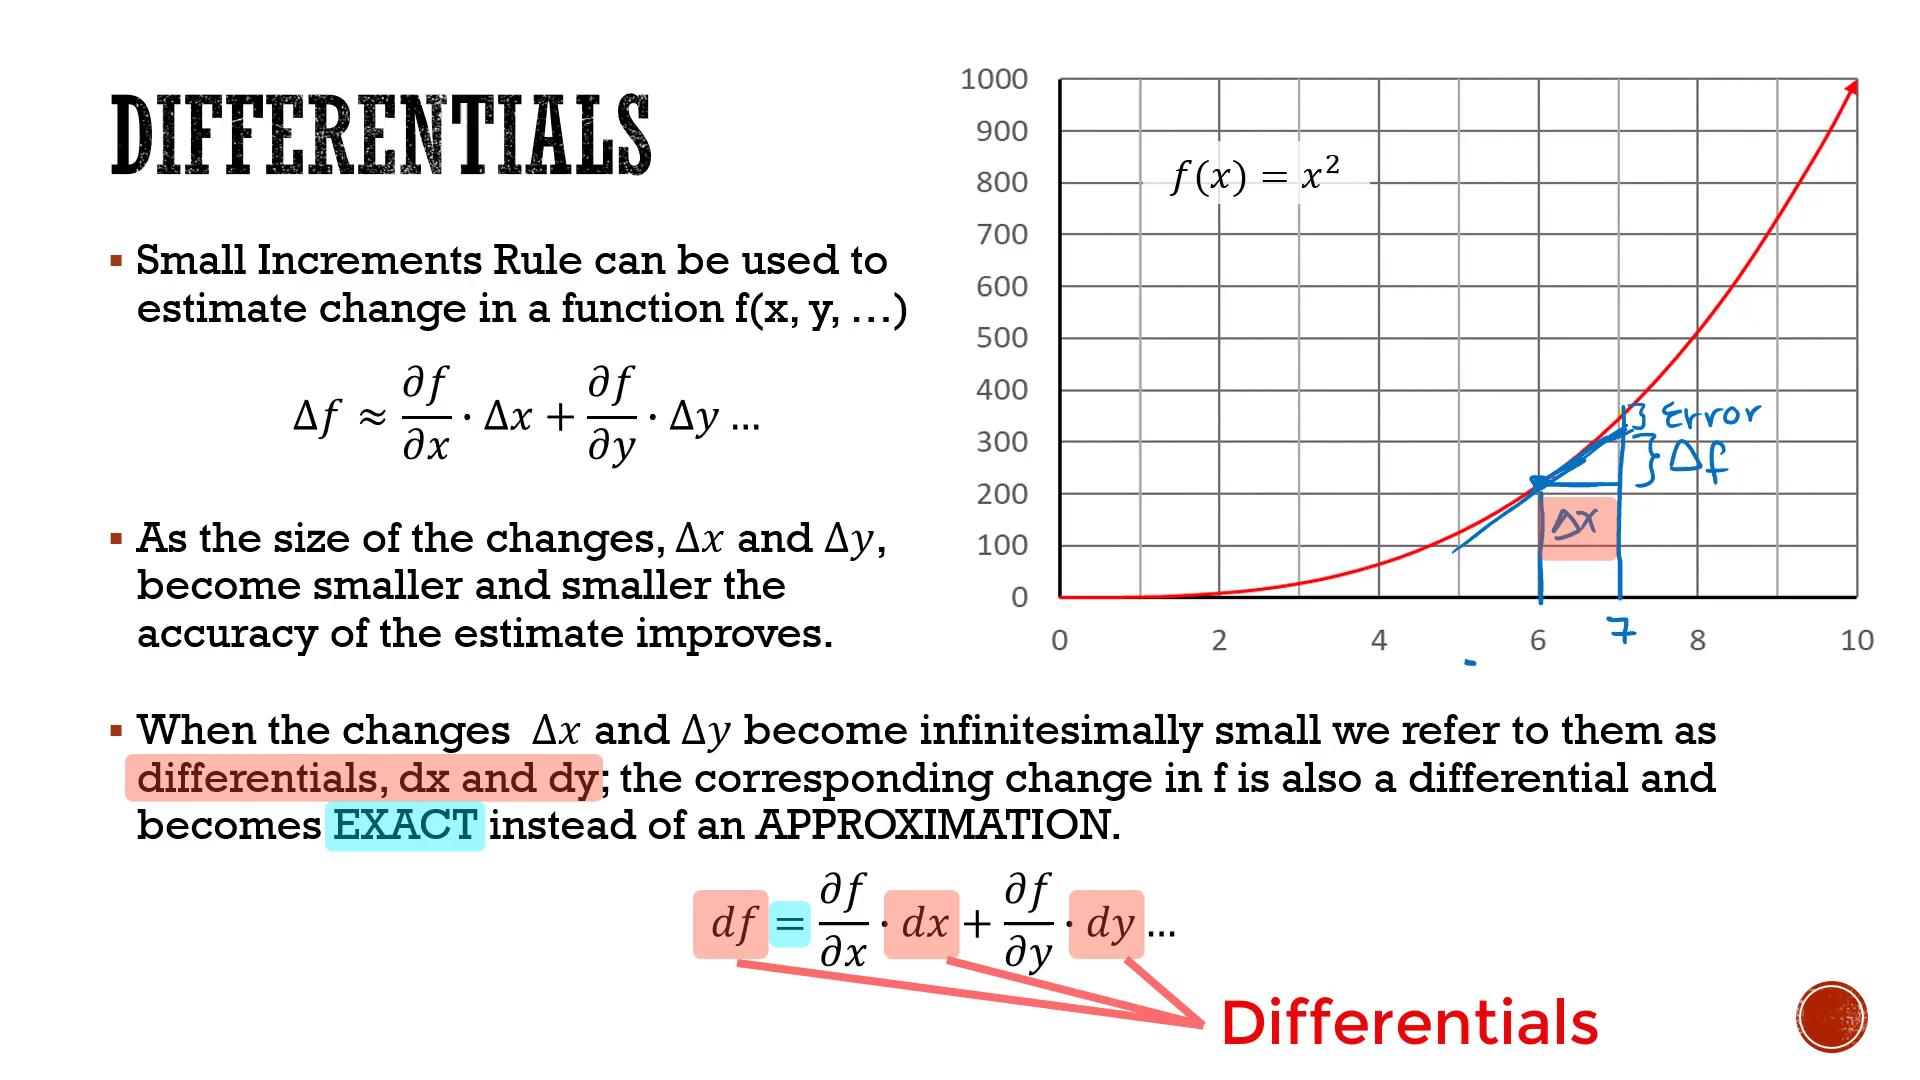 DIFFERENTIALS
▪ Small Increments Rule can be used to
estimate change in a function f(x, y, …)
Δf ≈ ∂f/∂x · Δx + ∂f/∂y · Δy ...
▪ As the size of the changes, Δx and Δy,
become smaller and smaller the
accuracy of the estimate improves.
▪ When the changes Δx and Δy become infinitesimally small we refer to them as
differentials, dx and dy; the corresponding change in f is also a differential and
becomes EXACT instead of an APPROXIMATION.
df = ∂f/∂x · dx + ∂f/∂y · dy ...
Differentials
1000
900
800
700
600
500
400
300
200
100
0
f(x) = x²
Error
Δf
Δx
0 2 4 6 7 8 10